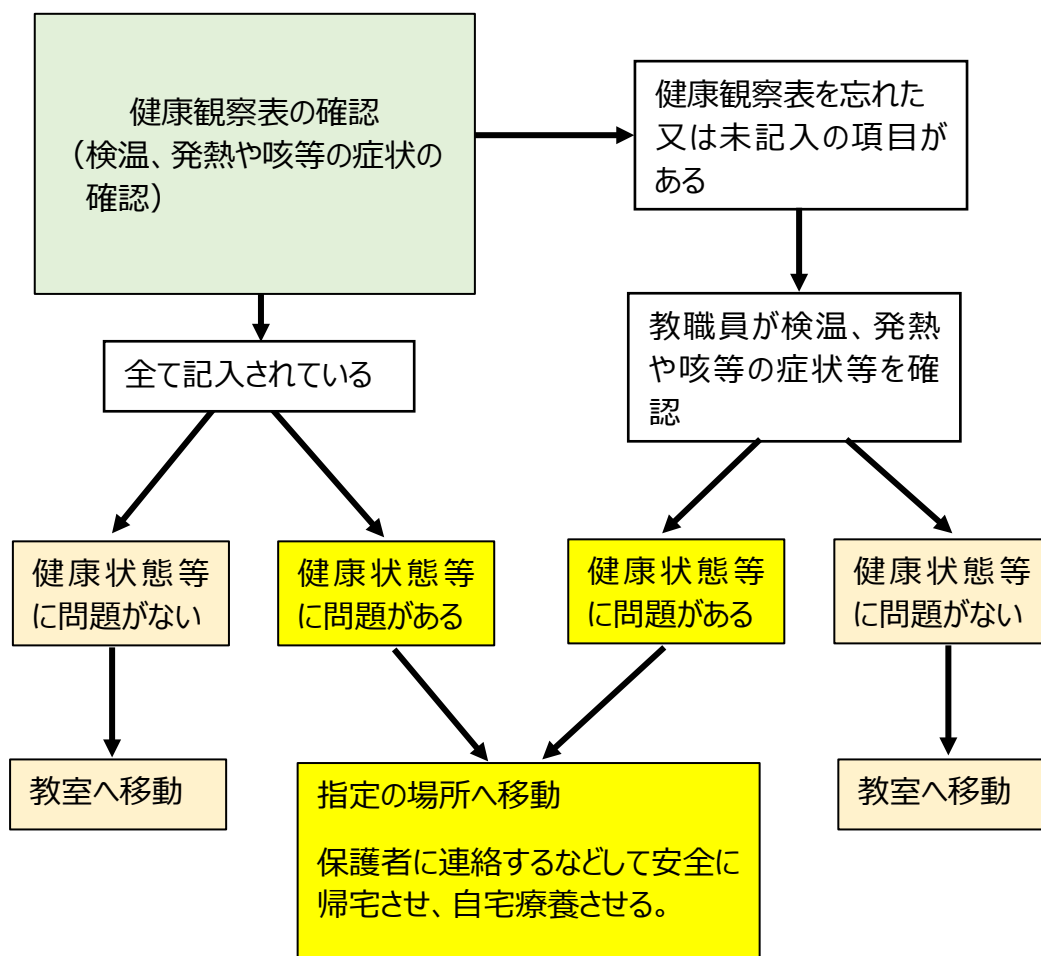 健康観察表の確認
（検温、発熱や咳等の症状の
確認）
健康観察表を忘れた
又は未記入の項目が
ある
全て記入されている
教職員が検温、発熱
や咳等の症状等を確
認
健康状態等
に問題がない
健康状態等
に問題がある
健康状態等
に問題がある
健康状態等
に問題がない
教室へ移動
指定の場所へ移動
保護者に連絡するなどして安全に
帰宅させ、自宅療養させる。
教室へ移動